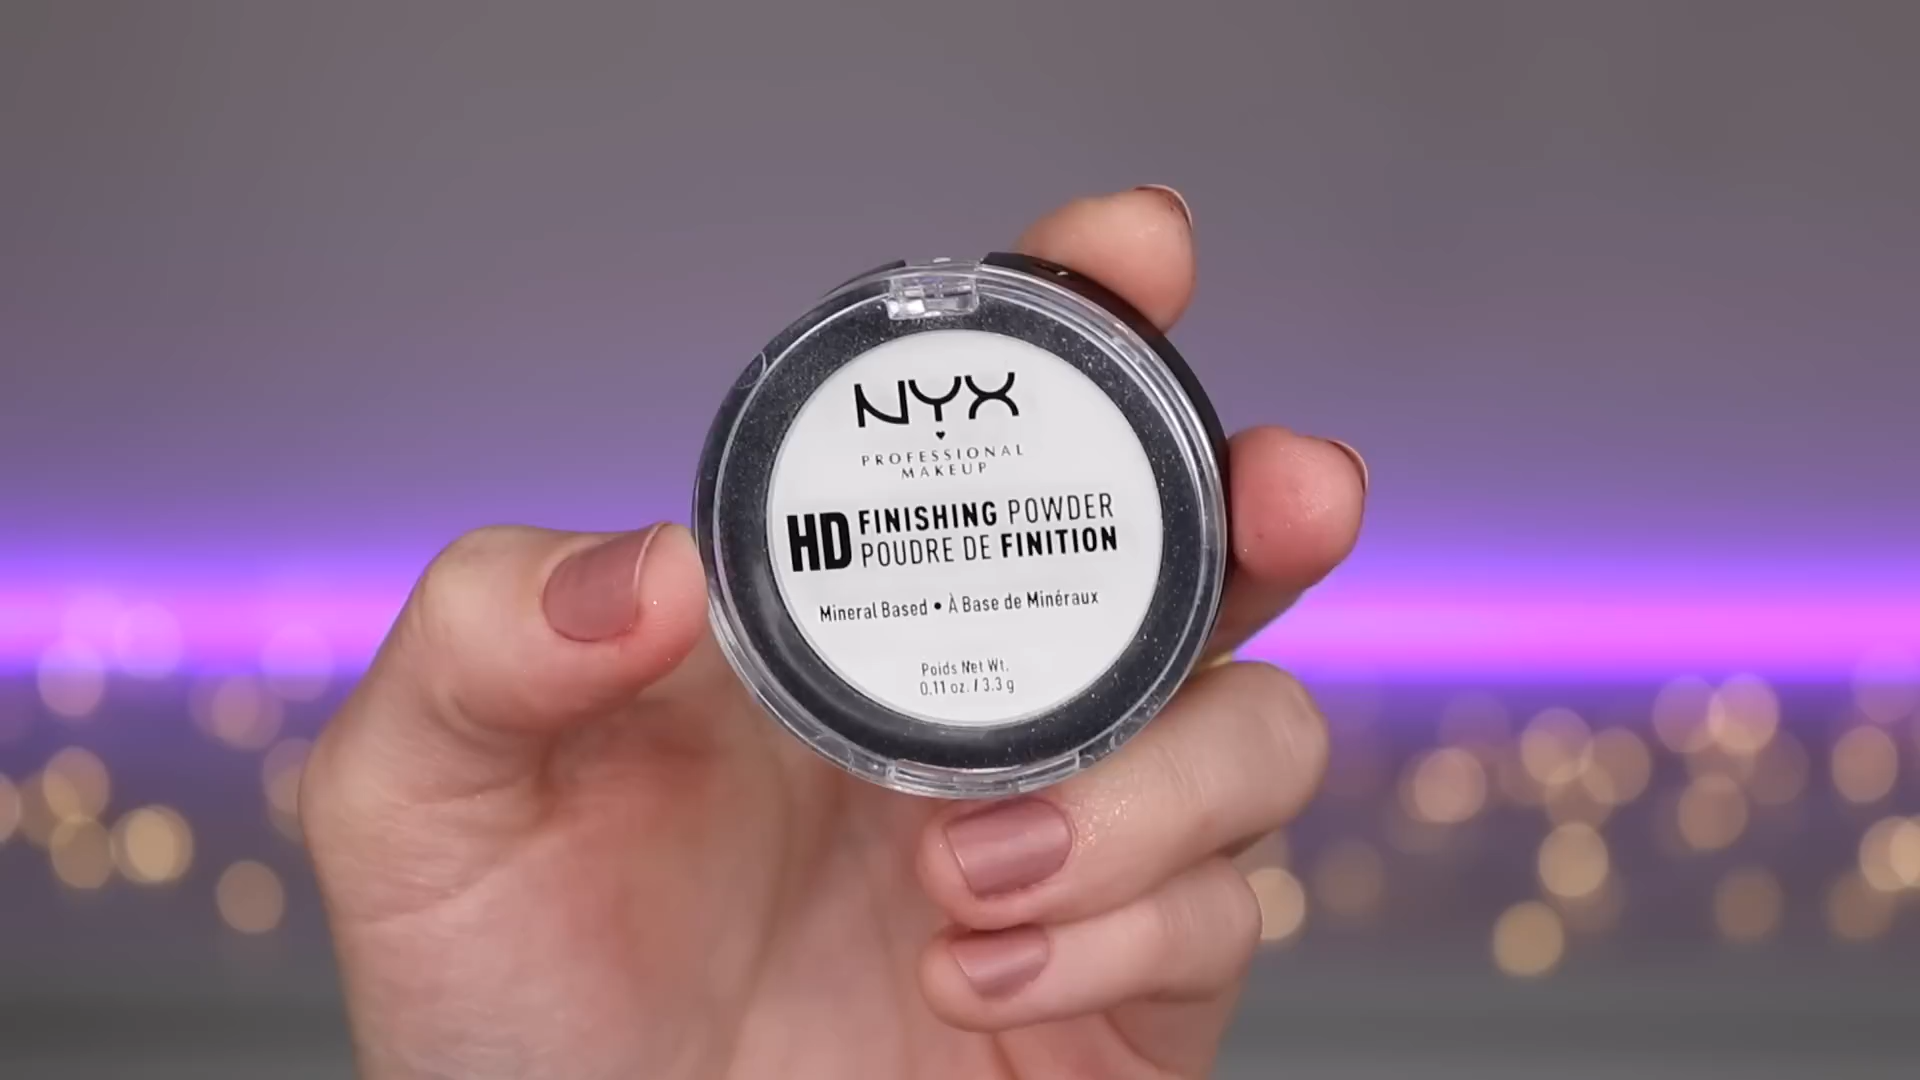 NYX
PROFESSIONAL
MAKEUP
HD FINISHING POWDER
POUDRE DE FINITION
Mineral Based • À Base de Minéraux
Poids Net Wt.
0.11 oz. / 3.3 g